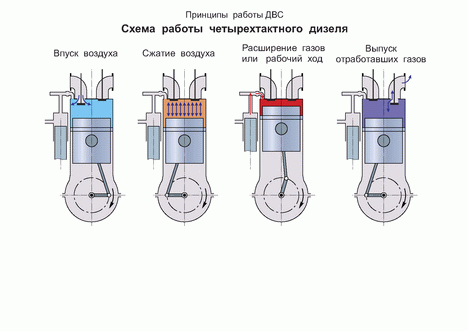 Принципы работы ДВС
Схема работы четырехтактного дизеля
Впуск воздуха
Сжатие воздуха
Расширение газов
или рабочий ход
Выпуск
отработавших газов